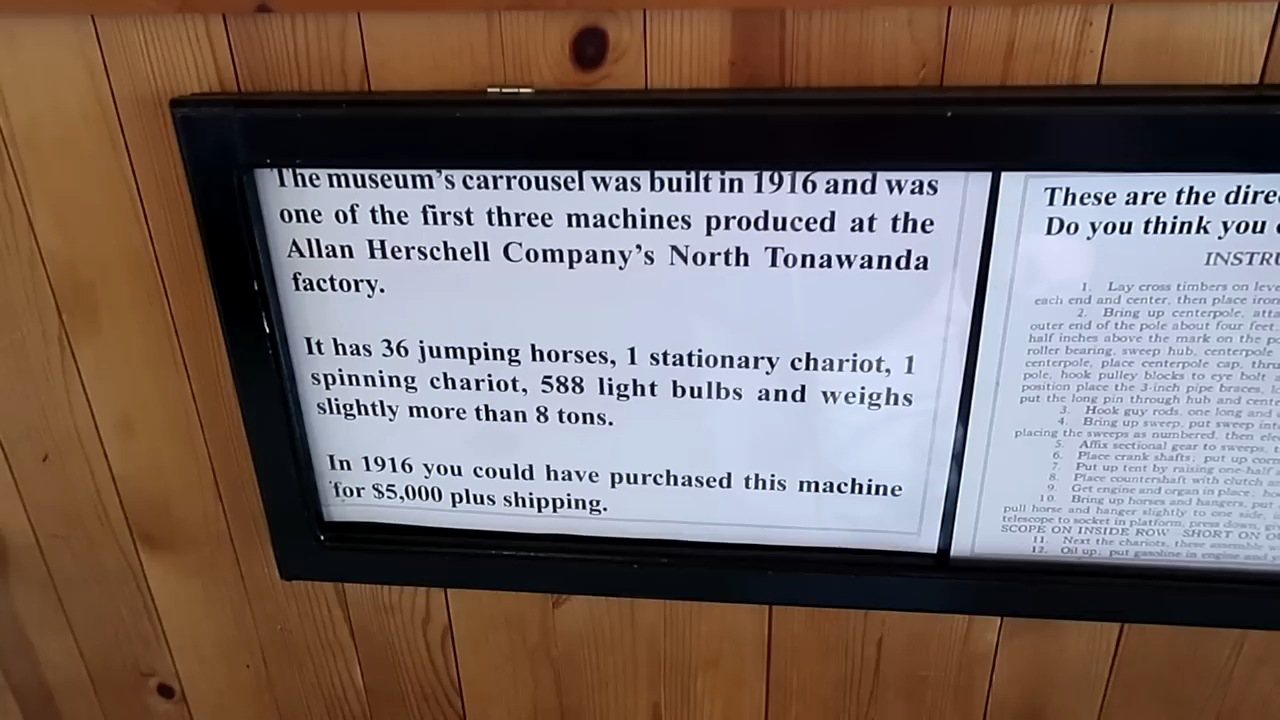 The museum's carrousel was built in 1916 and was
one of the first three machines produced at the
Allan Herschell Company's North Tonawanda
factory.
It has 36 jumping horses, 1 stationary chariot, 1
spinning chariot, 588 light bulbs and weighs
slightly more than 8 tons.
In 1916 you could have purchased this machine
for $5,000 plus shipping.
These are the dire
Do you think you
INSTRU
1. Lay cross timbers on leve
each end and center, then place iron
2. Bring up centerpole, atta
outer end of the pole about four feet
half inches above the mark on the po
roller bearing, sweep hub, centerpole
centerpole, place centerpole cap, thru
pole, hook pulley blocks to eye bolt
position place the 3-inch pipe braces, lo
put the long pin through hub and cente
3. Hook guy rods, one long and
4. Bring up sweep, put sweep int
placing the sweeps as numbered, then ele
5. Affix sectional gear to sweeps, t
6. Place crank shafts; put up corn
7. Put up tent by raising one-half
8. Place countershaft with clutch a
9. Get engine and organ in place; ho
10. Bring up horses and hangers, put
pull horse and hanger slightly to one side,
telescope to socket in platform, press down, gi
SCOPE ON INSIDE ROW SHORT ON O
11. Next the chariots, these assemble
12. Oil up; put gasoline in engine and